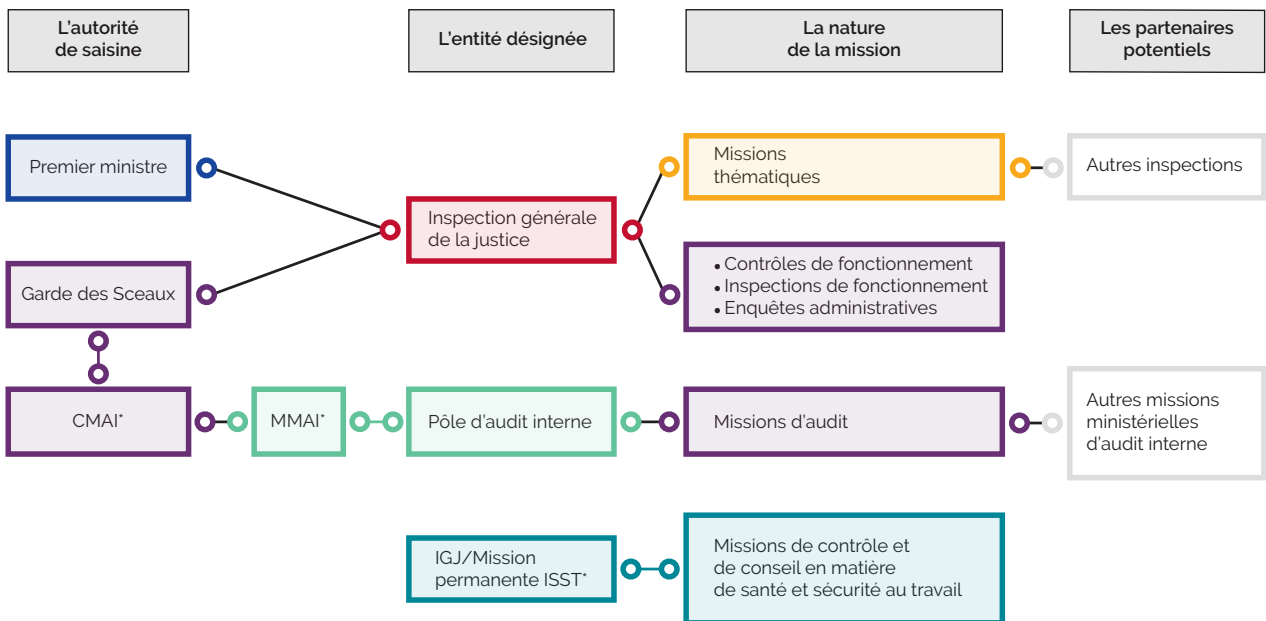 L'autorité
de saisine
L'entité désignée
La nature
de la mission
Les partenaires
potentiels
Premier ministre
Inspection générale
de la justice
Missions
thématiques
Autres inspections
Garde des Sceaux
• Contrôles de fonctionnement
• Inspections de fonctionnement
• Enquêtes administratives
CMAI*
MMAI*
Pôle d'audit interne
Missions d'audit
Autres missions
ministérielles
d'audit interne
IGJ/Mission
permanente ISST*
Missions de contrôle et
de conseil en matière
de santé et sécurité au travail